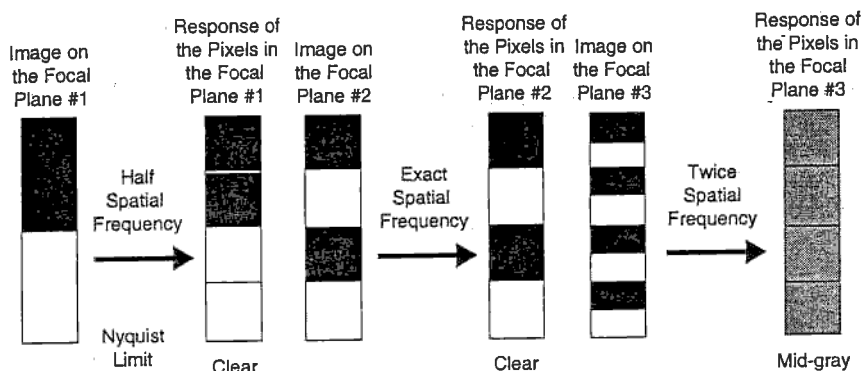 Image on
the Focal
Plane #1
Response of
the Pixels in
the Focal
Plane #1
Image on
the Focal
Plane #2
Response of
the Pixels in
the Focal
Plane #2
Image on
the Focal
Plane #3
Response of
the Pixels in
the Focal
Plane #3
Half
Spatial
Frequency
Exact
Spatial
Frequency
Twice
Spatial
Frequency
Nyquist
Limit
Clear
Clear
Mid-gray